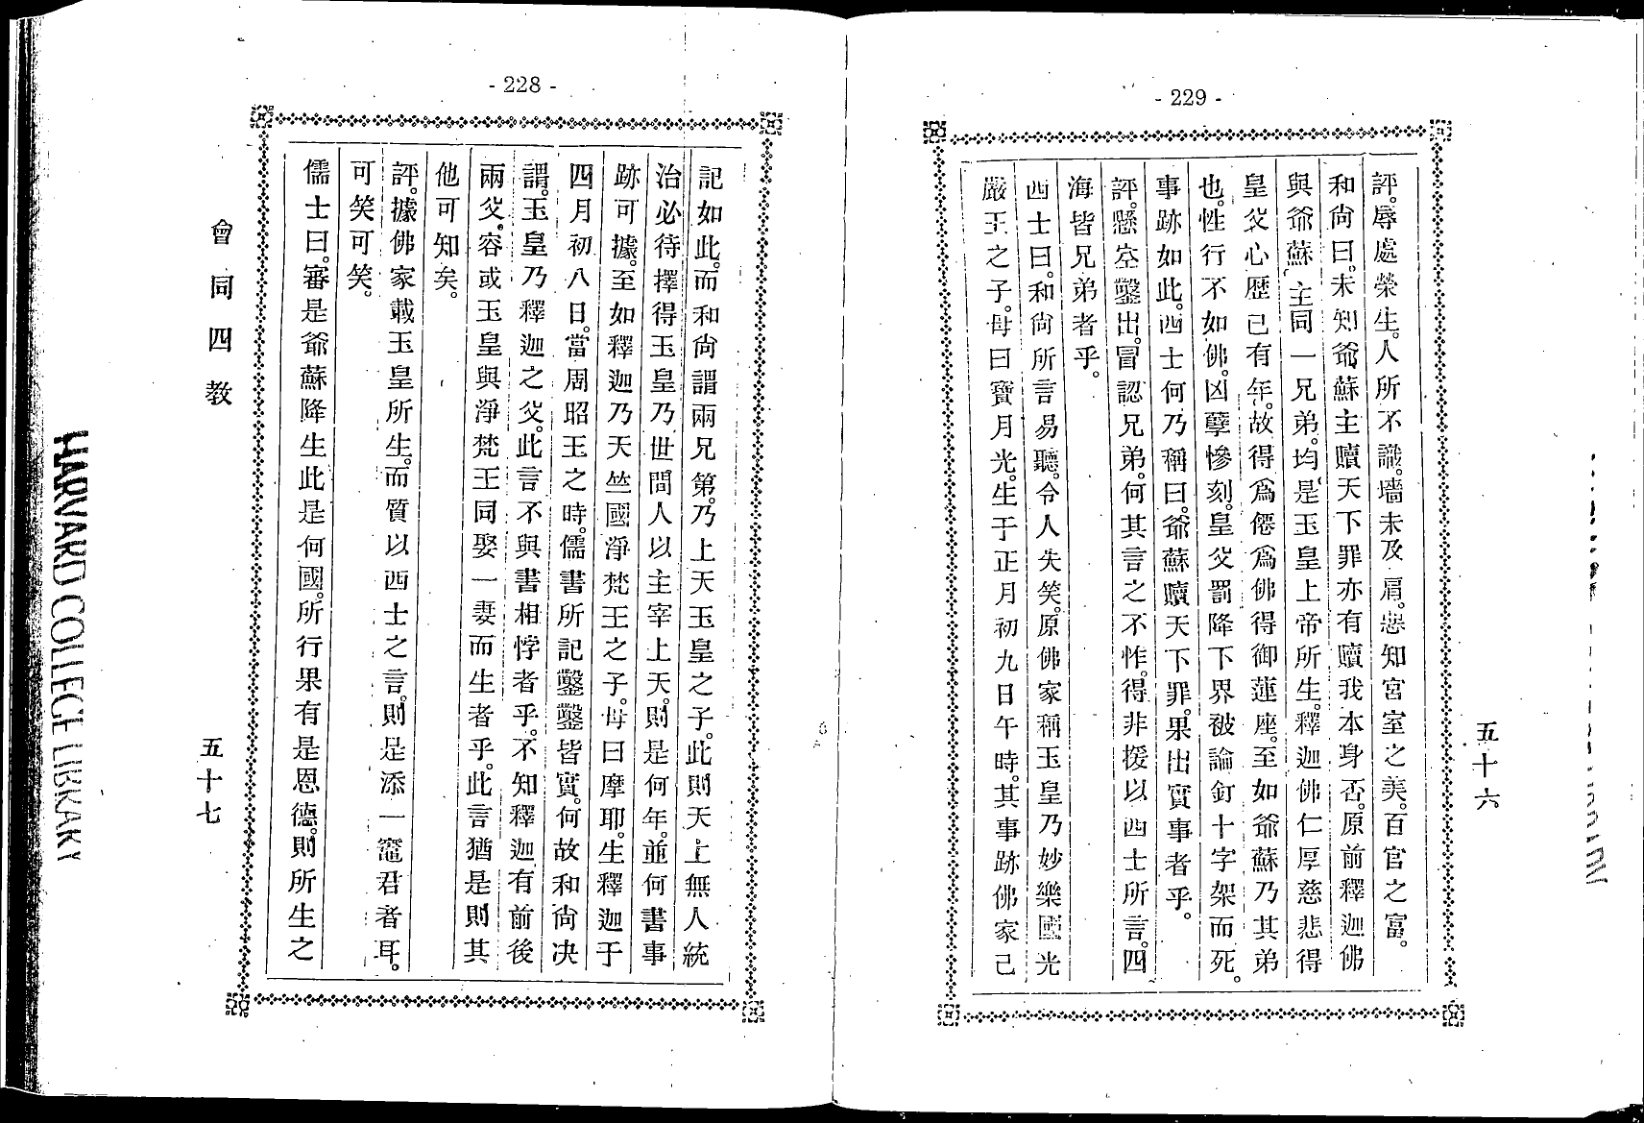 - 229 -
五十六
評。辱處榮生。人所不識。墻未及肩。惡知宮室之美。百官之富。
和尙曰。未知爺蘇主贖天下罪亦有贖我本身否。原前釋迦佛
與爺蘇主同一兄弟。均是玉皇上帝所生。釋迦佛仁厚慈悲得
皇父心歷已有年。故得爲僊爲佛得御蓮座。至如爺蘇乃其弟
也。性行不如佛。凶孽慘刻。皇父罰降下界被論釘十字架而死。
事跡如此。西士何乃稱曰。爺蘇贖天下罪。果出實事者乎。
評。懸空鑿出。冒認兄弟。何其言之不怍。得非援以西士所言。四
海皆兄弟者乎。
西士曰。和尙所言易聽。令人失笑。原佛家稱玉皇乃妙樂國光
嚴王之子。母曰寶月光。生于正月初九日午時。其事跡佛家己
- 228 -
記如此。而和尙謂兩兄第。乃上天玉皇之子。此則天上無人統
治必待擇得玉皇乃世間人以主宰上天。則是何年。並何書事
跡可據。至如釋迦乃天竺國淨梵王之子。母曰摩耶。生釋迦于
四月初八日。當周昭王之時。儒書所記鑿鑿皆實。何故和尙決
謂。玉皇乃釋迦之父。此言不與書相悖者乎。不知釋迦有前後
兩父。容或玉皇與淨梵王同娶一妻而生者乎。此言猶是則其
他可知矣。
評。據佛家載玉皇所生。而質以西士之言。則是添一竈君者耳。
可笑可笑。
儒士曰。審是爺蘇降生此是何國。所行果有是恩德。則所生之
會同四教
五十七
HARVARD COLLEGE LIBRARY